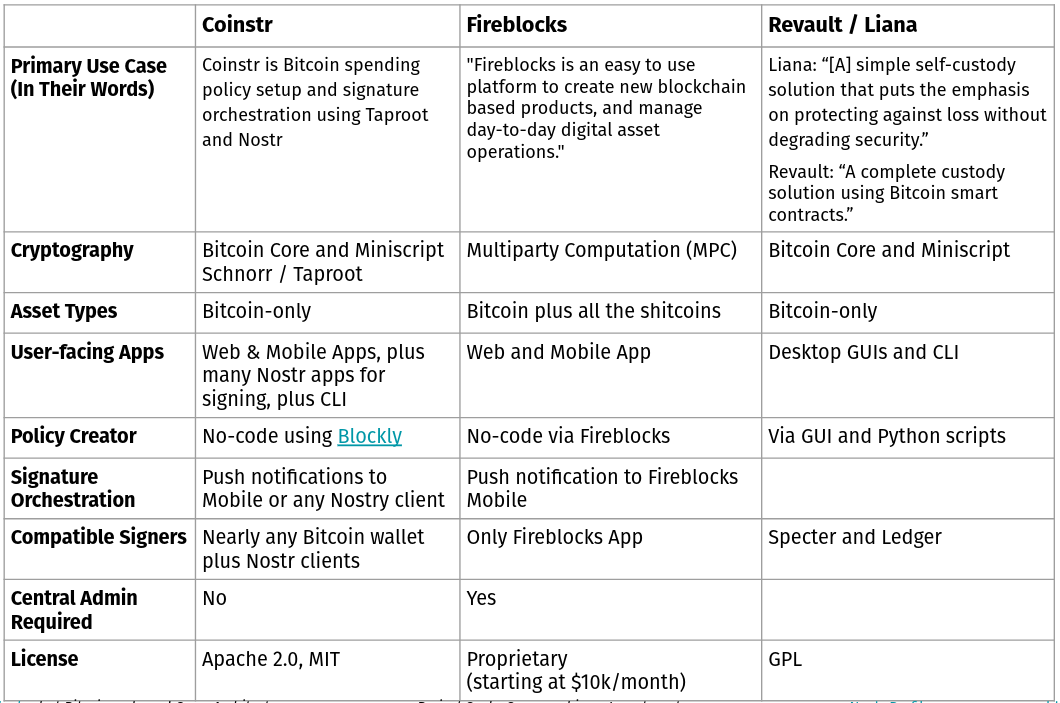 Coinstr
Fireblocks
Revault / Liana
Primary Use Case
(In Their Words)
Coinstr is Bitcoin spending
policy setup and signature
orchestration using Taproot
and Nostr
"Fireblocks is an easy to use
platform to create new blockchain
based products, and manage
day-to-day digital asset
operations."
Liana: “[A] simple self-custody
solution that puts the emphasis
on protecting against loss without
degrading security.”
Revault: “A complete custody
solution using Bitcoin smart
contracts.”
Cryptography
Bitcoin Core and Miniscript
Schnorr / Taproot
Multiparty Computation (MPC)
Bitcoin Core and Miniscript
Asset Types
Bitcoin-only
Bitcoin plus all the shitcoins
Bitcoin-only
User-facing Apps
Web & Mobile Apps, plus
many Nostr apps for
signing, plus CLI
Web and Mobile App
Desktop GUIs and CLI
Policy Creator
No-code using Blockly
No-code via Fireblocks
Via GUI and Python scripts
Signature
Orchestration
Push notifications to
Mobile or any Nostry client
Push notification to Fireblocks
Mobile
Compatible Signers
Nearly any Bitcoin wallet
plus Nostr clients
Only Fireblocks App
Specter and Ledger
Central Admin
Required
No
Yes
License
Apache 2.0, MIT
Proprietary
(starting at $10k/month)
GPL